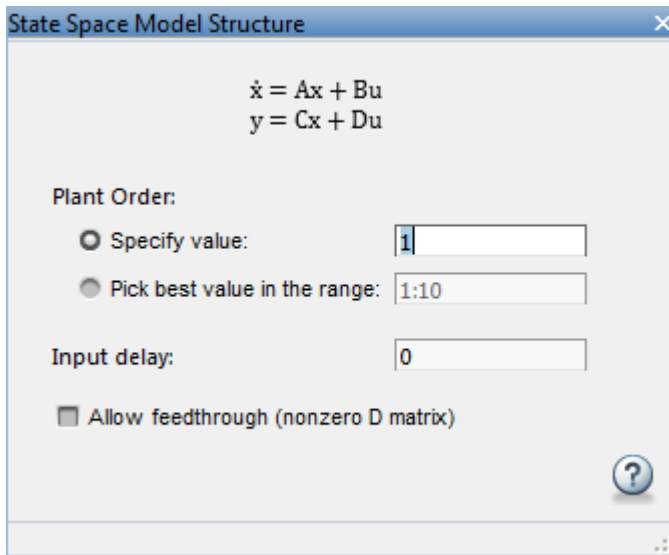 State Space Model Structure
ẋ = Ax + Bu
y = Cx + Du
Plant Order:
Specify value: 1
Pick best value in the range: 1:10
Input delay: 0
Allow feedthrough (nonzero D matrix)
?